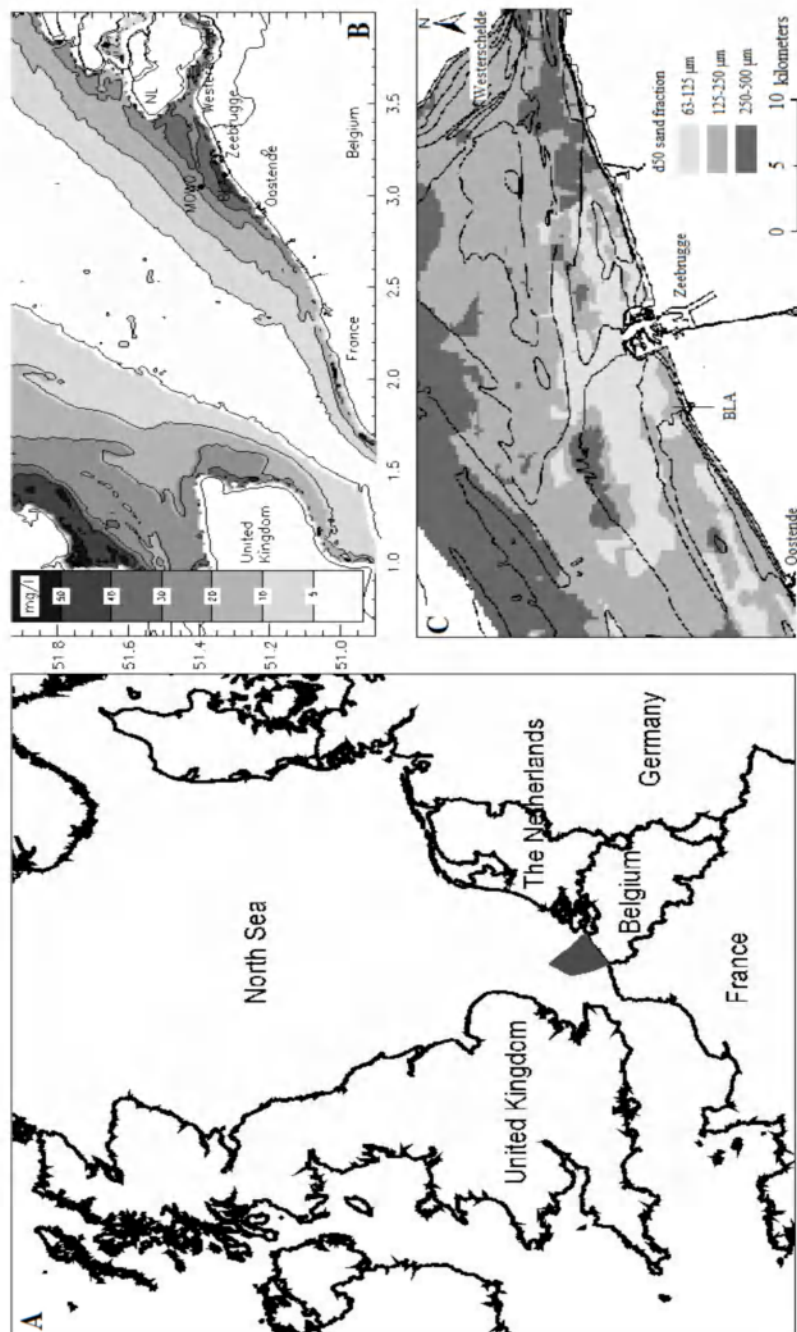 A
North Sea
United Kingdom
The Netherlands
Belgium
Germany
France
B
mg/l
50
40
30
20
10
5
51.8
51.6
51.4
51.2
51.0
1.0
1.5
2.0
2.5
3.0
3.5
United
Kingdom
France
Belgium
NL
Zeebrugge
Oostende
C
N
Westerschelde
Zeebrugge
BLA
Oostende
d50 sand fraction
63-125 µm
125-250 µm
250-500 µm
0 5 10 kilometers